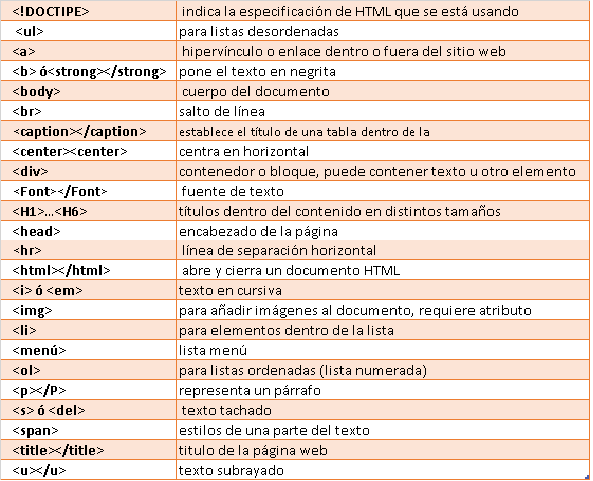 <!DOCTIPE> indica la especificación de HTML que se está usando
<ul> para listas desordenadas
<a> hipervínculo o enlace dentro o fuera del sitio web
<b> ó<strong></strong> pone el texto en negrita
<body> cuerpo del documento
<br> salto de línea
<caption></caption> establece el título de una tabla dentro de la
<center><center> centra en horizontal
<div> contenedor o bloque, puede contener texto u otro elemento
<Font></Font> fuente de texto
<H1>...<H6> títulos dentro del contenido en distintos tamaños
<head> encabezado de la página
<hr> línea de separación horizontal
<html></html> abre y cierra un documento HTML
<i> ó <em> texto en cursiva
<img> para añadir imágenes al documento, requiere atributo
<li> para elementos dentro de la lista
<menú> lista menú
<ol> para listas ordenadas (lista numerada)
<p></P> representa un párrafo
<s> ó <del> texto tachado
<span> estilos de una parte del texto
<title></title> titulo de la página web
<u></u> texto subrayado